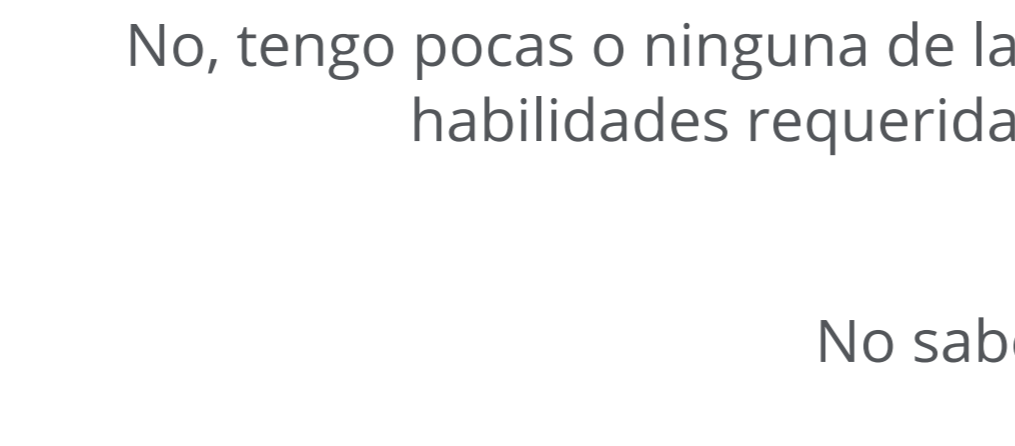 No, tengo pocas o ninguna de la
habilidades requerida
No sab